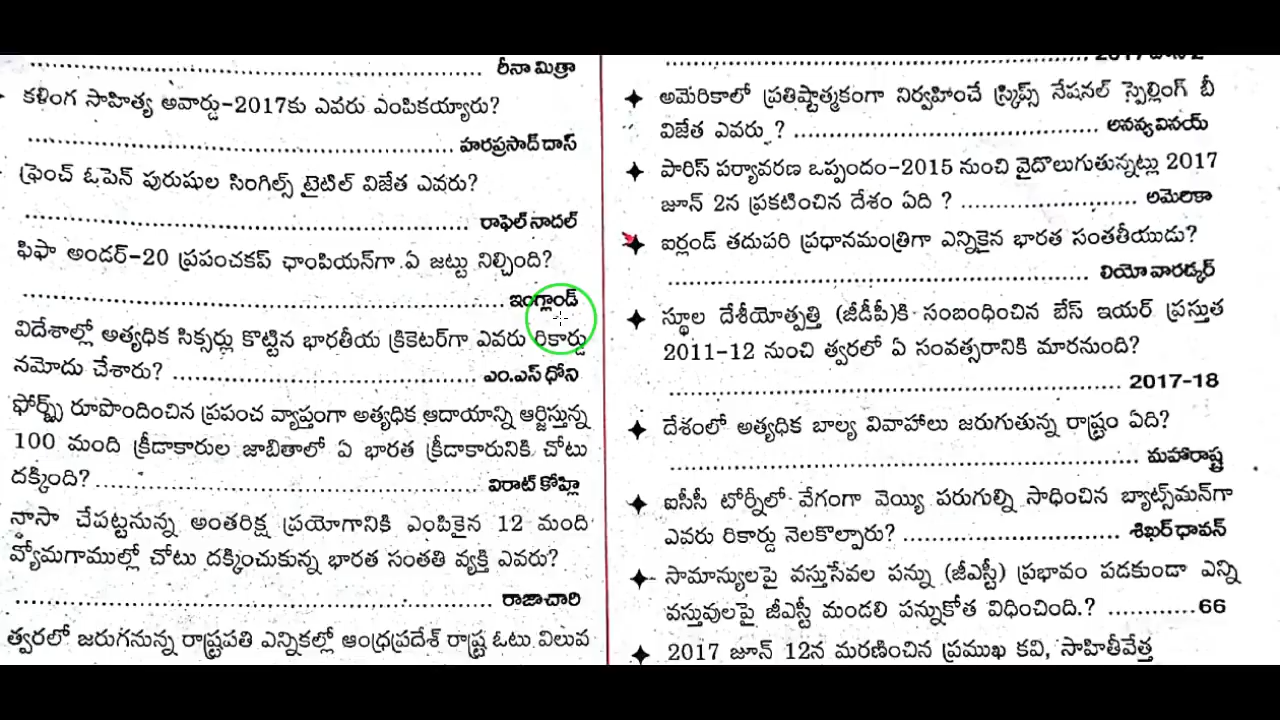 రీనా మిత్రా
కళింగ సాహిత్య అవార్డు-2017కు ఎవరు ఎంపికయ్యారు?
హరప్రసాద్ దాస్
ఫ్రెంచ్ ఓపెన్ పురుషుల సింగిల్స్ టైటిల్ విజేత ఎవరు?
రాఫెల్ నాదల్
ఫిఫా అండర్-20 ప్రపంచకప్ ఛాంపియన్‌గా ఏ జట్టు నిల్చింది?
ఇంగ్లాండ్
విదేశాల్లో అత్యధిక సిక్సర్లు కొట్టిన భారతీయ క్రికెటర్‌గా ఎవరు రికార్డు
నమోదు చేశారు? ఎం.ఎస్ ధోని
ఫోర్బ్స్ రూపొందించిన ప్రపంచ వ్యాప్తంగా అత్యధిక ఆదాయాన్ని ఆర్జిస్తున్న
100 మంది క్రీడాకారుల జాబితాలో ఏ భారత క్రీడాకారునికి చోటు
దక్కింది? విరాట్ కోహ్లి
నాసా చేపట్టనున్న అంతరిక్ష ప్రయోగానికి ఎంపికైన 12 మంది
వ్యోమగాముల్లో చోటు దక్కించుకున్న భారత సంతతి వ్యక్తి ఎవరు?
రాజాచారి
త్వరలో జరుగనున్న రాష్ట్రపతి ఎన్నికల్లో ఆంధ్రప్రదేశ్ రాష్ట్ర ఓటు విలువ
అమెరికాలో ప్రతిష్టాత్మకంగా నిర్వహించే స్క్రిప్స్ నేషనల్ స్పెల్లింగ్ బీ
విజేత ఎవరు ? అనన్య వినయ్
పారిస్ పర్యావరణ ఒప్పందం-2015 నుంచి వైదొలుగుతున్నట్లు 2017
జూన్ 2న ప్రకటించిన దేశం ఏది ? అమెరికా
ఐర్లండ్ తదుపరి ప్రధానమంత్రిగా ఎన్నికైన భారత సంతతీయుడు?
లియో వారడ్కర్
స్థూల దేశీయోత్పత్తి (జీడీపీ)కి సంబంధించిన బేస్ ఇయర్ ప్రస్తుత
2011-12 నుంచి త్వరలో ఏ సంవత్సరానికి మారనుంది?
2017-18
దేశంలో అత్యధిక బాల్య వివాహాలు జరుగుతున్న రాష్ట్రం ఏది?
మహారాష్ట్ర
ఐసీసీ టోర్నీలో వేగంగా వెయ్యి పరుగుల్ని సాధించిన బ్యాట్స్‌మన్‌గా
ఎవరు రికార్డు నెలకొల్పారు? శిఖర్ ధావన్
సామాన్యులపై వస్తుసేవల పన్ను (జీఎస్టీ) ప్రభావం పడకుండా ఎన్ని
వస్తువులపై జీఎస్టీ మండలి పన్నుకోత విధించింది.? 66
2017 జూన్ 12న మరణించిన ప్రముఖ కవి, సాహితీవేత్త